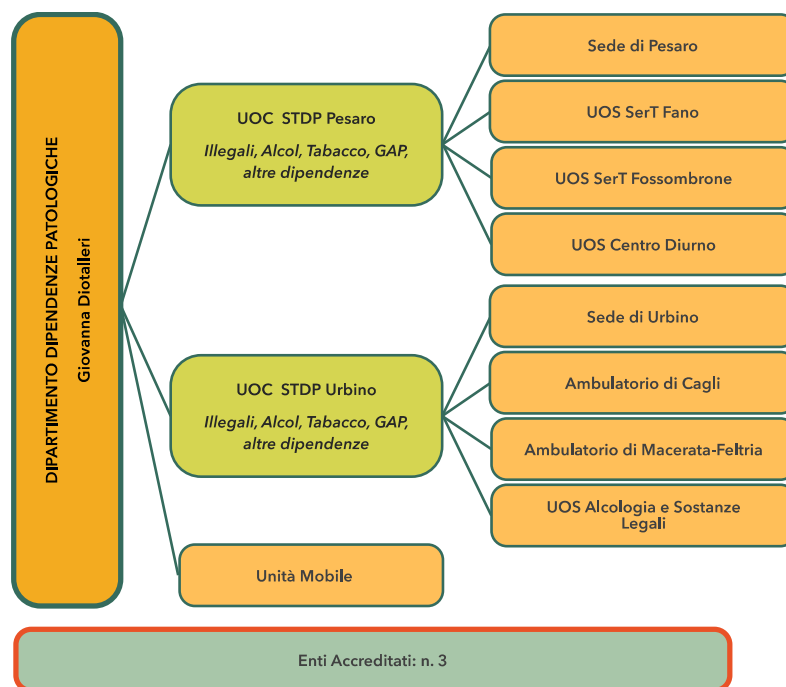 DIPARTIMENTO DIPENDENZE PATOLOGICHE
Giovanna Diotalleri
UOC STDP Pesaro
Illegali, Alcol, Tabacco, GAP,
altre dipendenze
Sede di Pesaro
UOS SerT Fano
UOS SerT Fossombrone
UOS Centro Diurno
UOC STDP Urbino
Illegali, Alcol, Tabacco, GAP,
altre dipendenze
Sede di Urbino
Ambulatorio di Cagli
Ambulatorio di Macerata-Feltria
UOS Alcologia e Sostanze
Legali
Unità Mobile
Enti Accreditati: n. 3